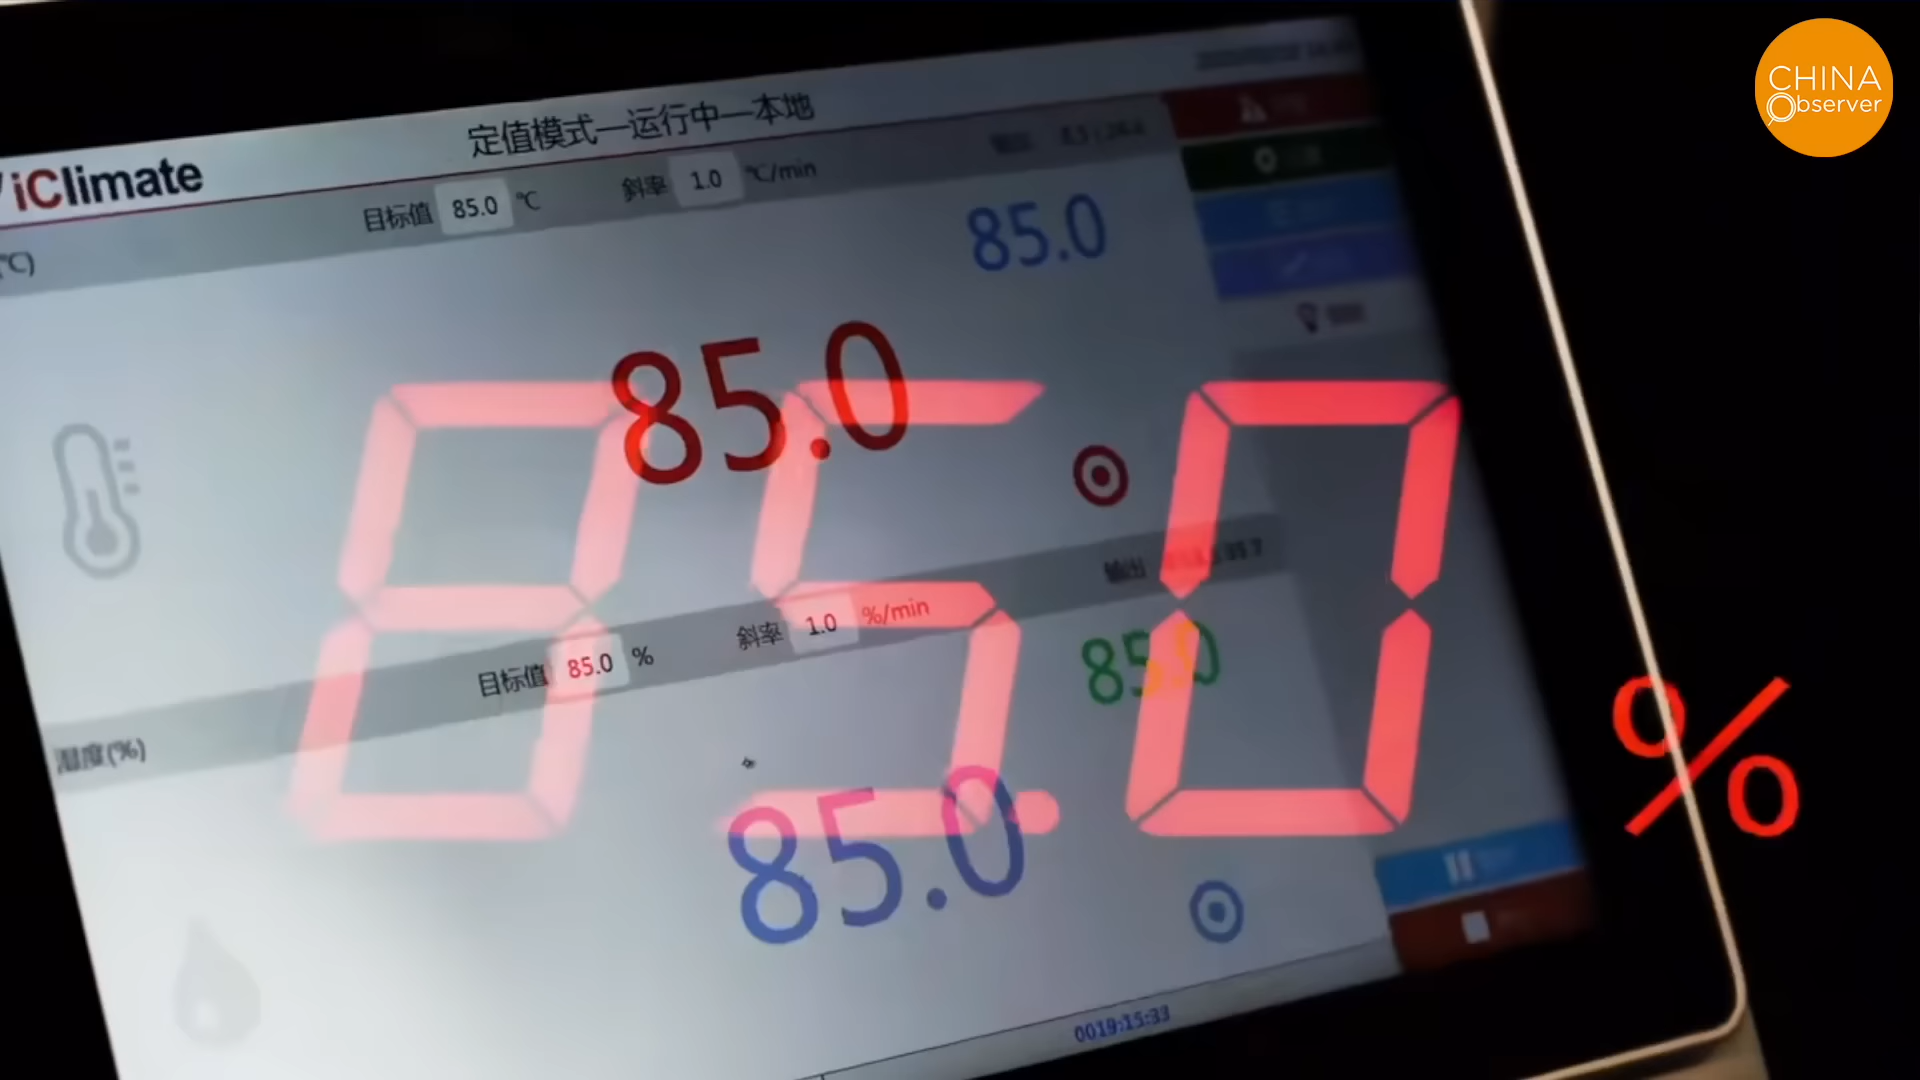 CHINA
Observer
定值模式—运行中—本地
iClimate
目标值 85.0 ℃ 斜率 1.0 ℃/min
(℃)
85.0
85.0
85.0 %
输出
目标值 85.0 % 斜率 1.0 %/min
湿度(%)
85.0
85.0
0019:15:33